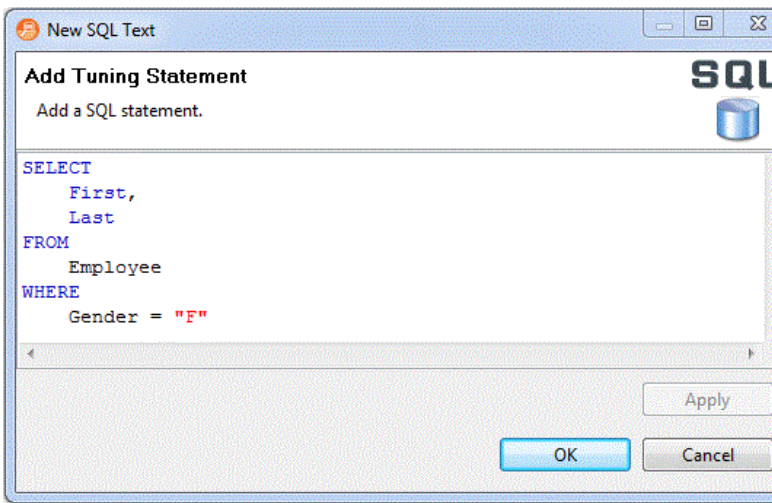 New SQL Text
Add Tuning Statement
SQL
Add a SQL statement.
SELECT
    First,
    Last
FROM
    Employee
WHERE
    Gender = "F"
Apply
OK Cancel